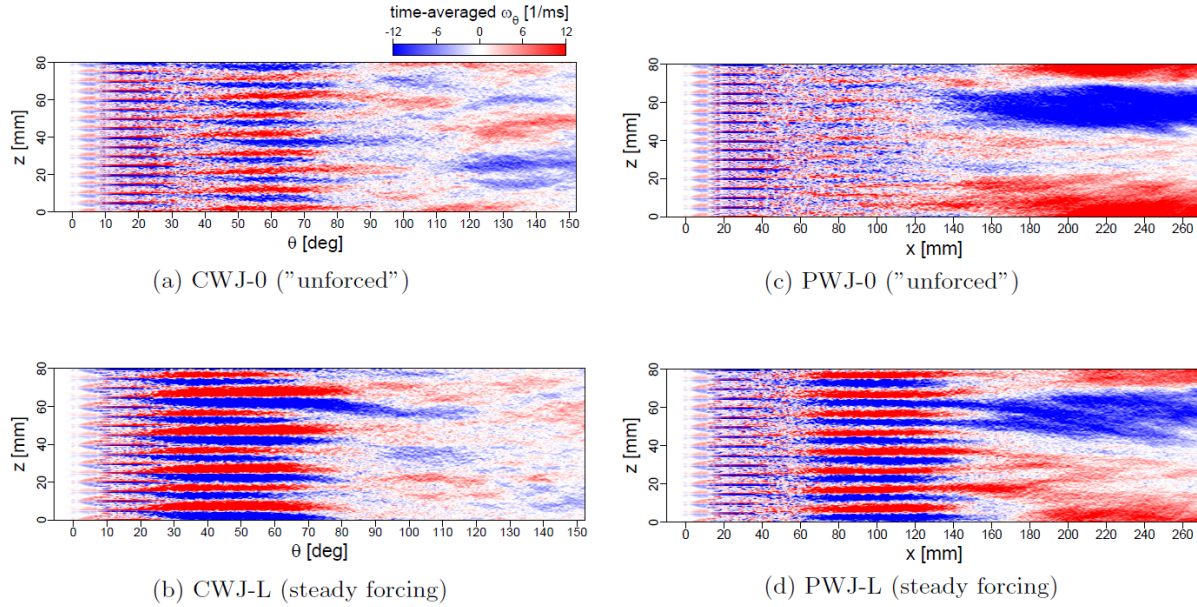 time-averaged ω_θ [1/ms]
-12 -6 0 6 12
80
60
40
20
0
z [mm]
0 10 20 30 40 50 60 70 80 90 100 110 120 130 140 150
θ [deg]
(a) CWJ-0 ("unforced")
80
60
40
20
0
z [mm]
0 20 40 60 80 100 120 140 160 180 200 220 240 260
x [mm]
(c) PWJ-0 ("unforced")
80
60
40
20
0
z [mm]
0 10 20 30 40 50 60 70 80 90 100 110 120 130 140 150
θ [deg]
(b) CWJ-L (steady forcing)
80
60
40
20
0
z [mm]
0 20 40 60 80 100 120 140 160 180 200 220 240 260
x [mm]
(d) PWJ-L (steady forcing)